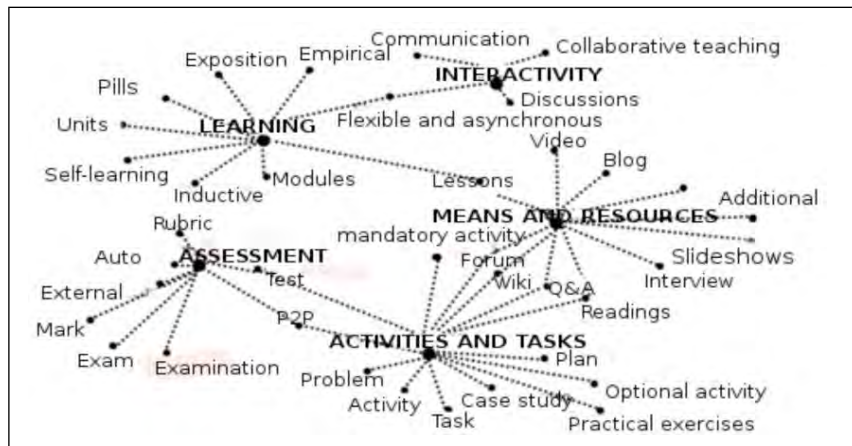 Communication
Collaborative teaching
Exposition
Empirical
INTERACTIVITY
Pills
Discussions
Units
LEARNING
Flexible and asynchronous
Video
Blog
Self-learning
Modules
Lessons
Inductive
Additional
Rubric
MEANS AND RESOURCES
mandatory activity
Auto
ASSESSMENT
Forum
Slideshows
Test
Wiki
Q&A
Interview
External
Readings
Mark
P2P
ACTIVITIES AND TASKS
Exam
Examination
Plan
Problem
Optional activity
Activity
Case study
Task
Practical exercises